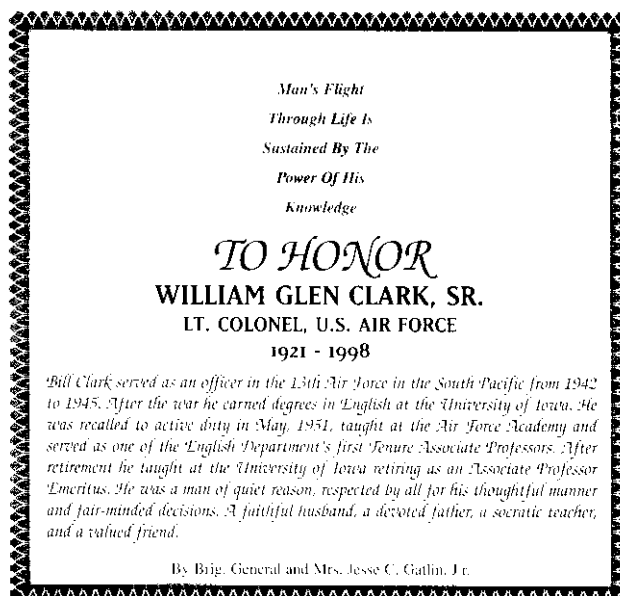 Man's Flight
Through Life Is
Sustained By The
Power Of His
Knowledge
TO HONOR
WILLIAM GLEN CLARK, SR.
LT. COLONEL, U.S. AIR FORCE
1921 - 1998
Bill Clark served as an officer in the 13th Air Force in the South Pacific from 1942
to 1945. After the war he earned degrees in English at the University of Iowa. He
was recalled to active duty in May, 1951, taught at the Air Force Academy and
served as one of the English Department's first Tenure Associate Professors. After
retirement he taught at the University of Iowa retiring as an Associate Professor
Emeritus. He was a man of quiet reason, respected by all for his thoughtful manner
and fair-minded decisions. A faithful husband, a devoted father, a socratic teacher,
and a valued friend.
By Brig. General and Mrs. Jesse C. Gatlin, Jr.